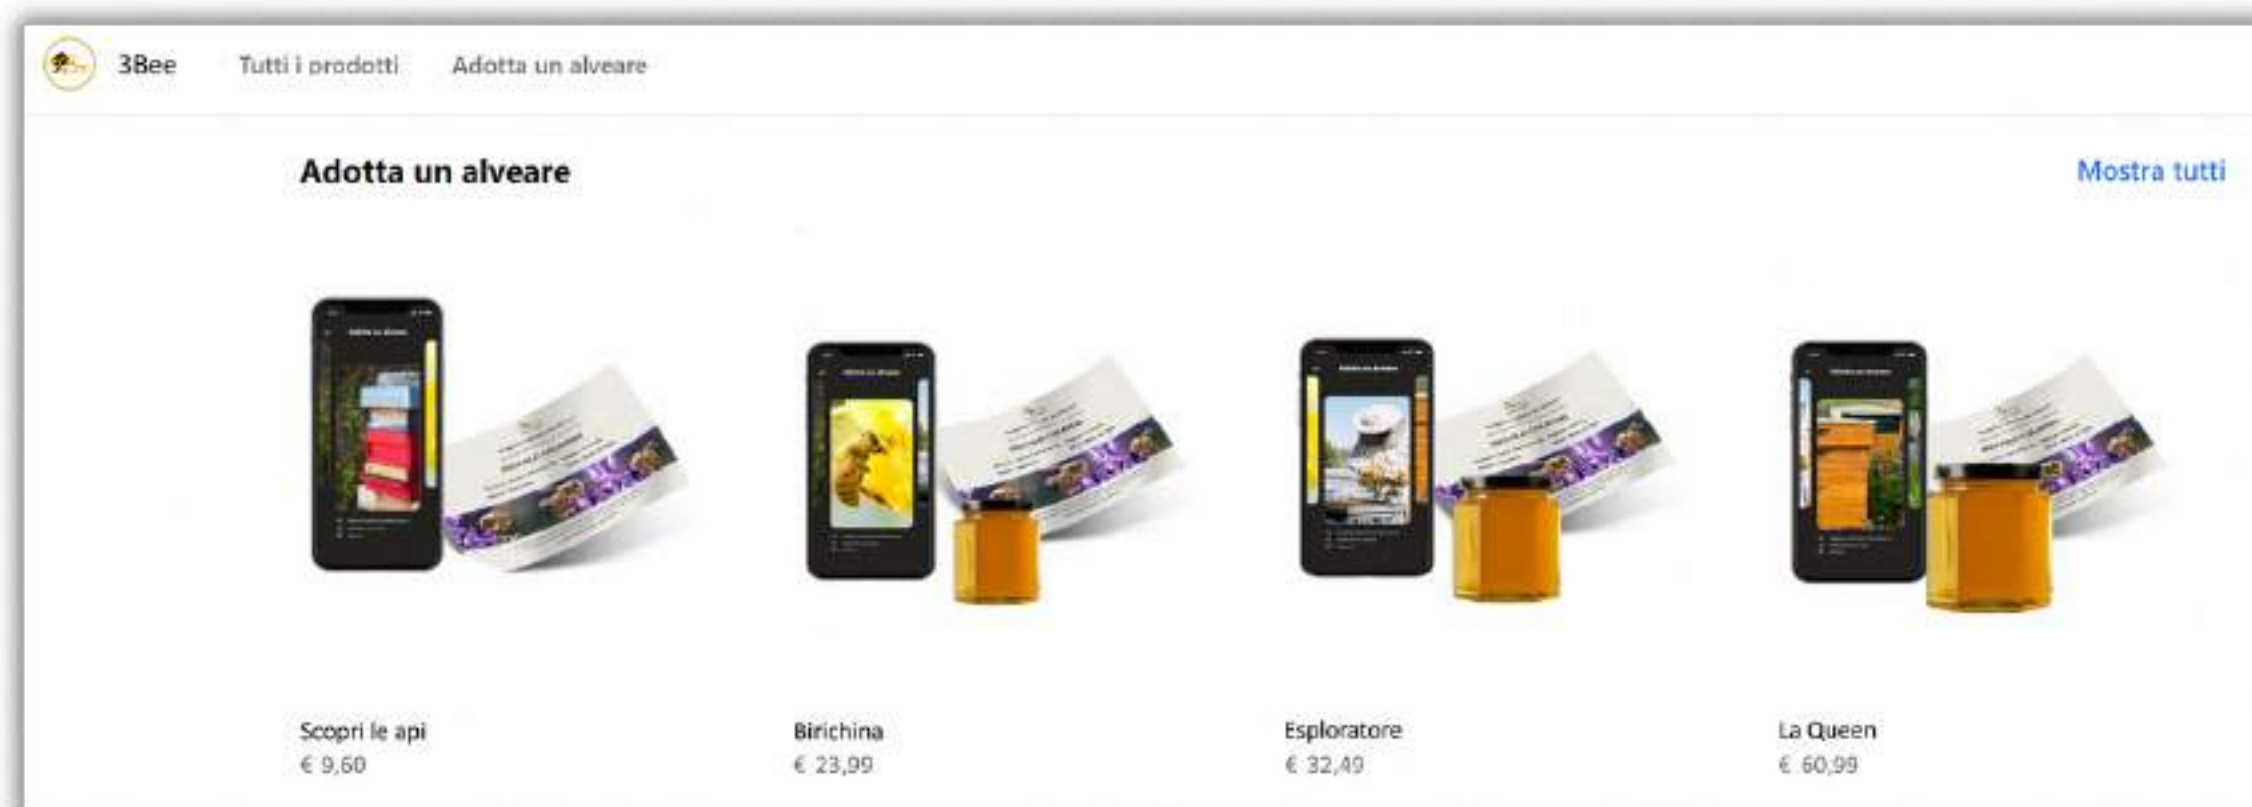 3Bee Tutti i prodotti Adotta un alveare
Adotta un alveare Mostra tutti
Scopri le api Birichina Esploratore La Queen
€ 9,60 € 23,99 € 32,49 € 60,99